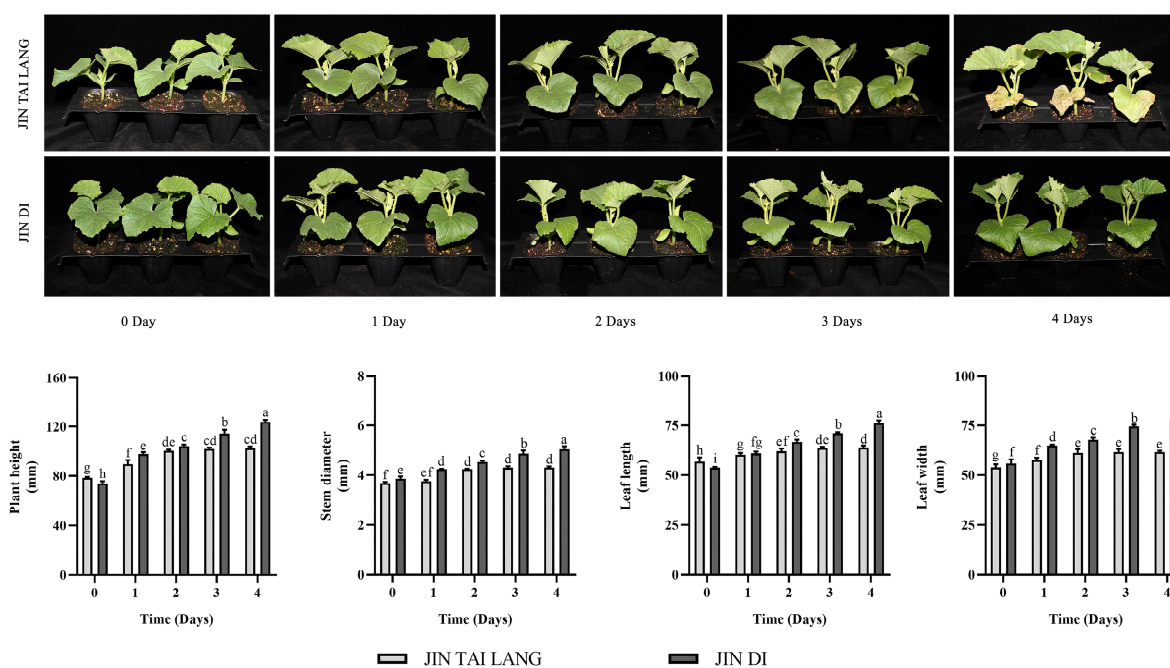 JIN TAI LANG
JIN DI
0 Day 1 Day 2 Days 3 Days 4 Days
Plant height (mm)
160
120
80
40
0
g h f e de c cd b cd a
0 1 2 3 4
Time (Days)
Stem diameter (mm)
8
6
4
2
0
f e ef d d c d b d a
0 1 2 3 4
Time (Days)
Leaf length (mm)
100
75
50
25
0
h i g fg ef c de b d a
0 1 2 3 4
Time (Days)
Leaf width (mm)
100
75
50
25
0
g f f d e c e b e
0 1 2 3 4
Time (Days)
JIN TAI LANG JIN DI